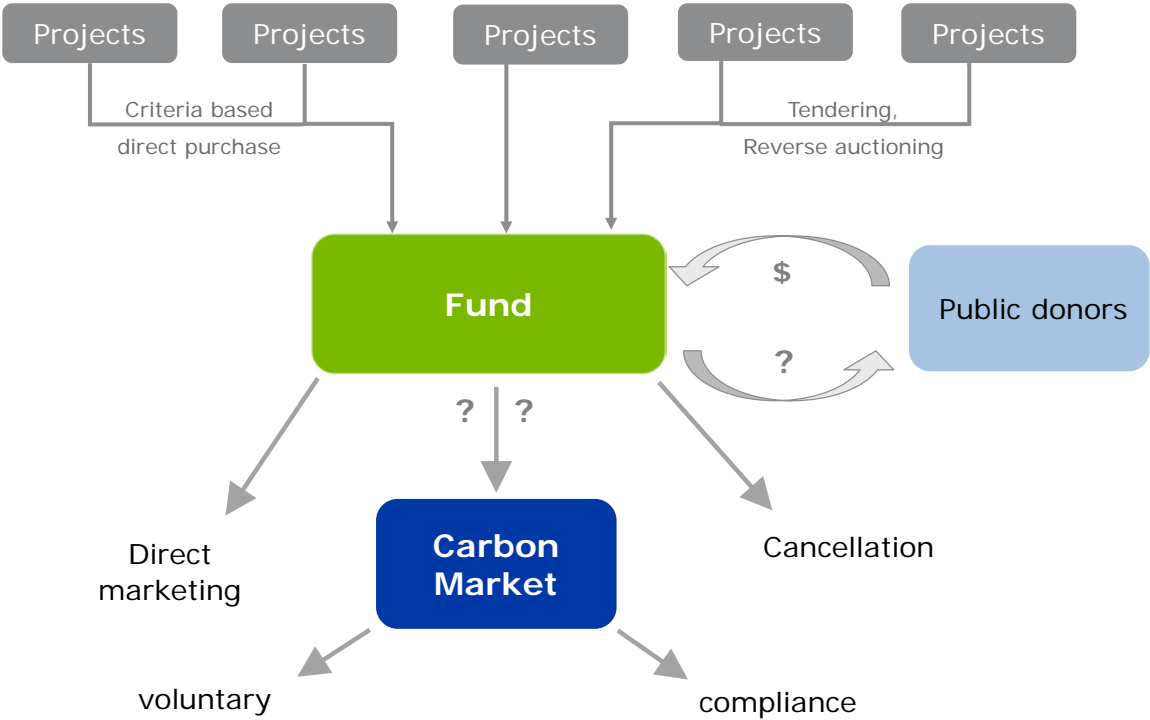 Projects
Projects
Projects
Projects
Projects
Criteria based
direct purchase
Tendering,
Reverse auctioning
Fund
$
?
Public donors
? ?
Direct
marketing
Carbon
Market
Cancellation
voluntary
compliance